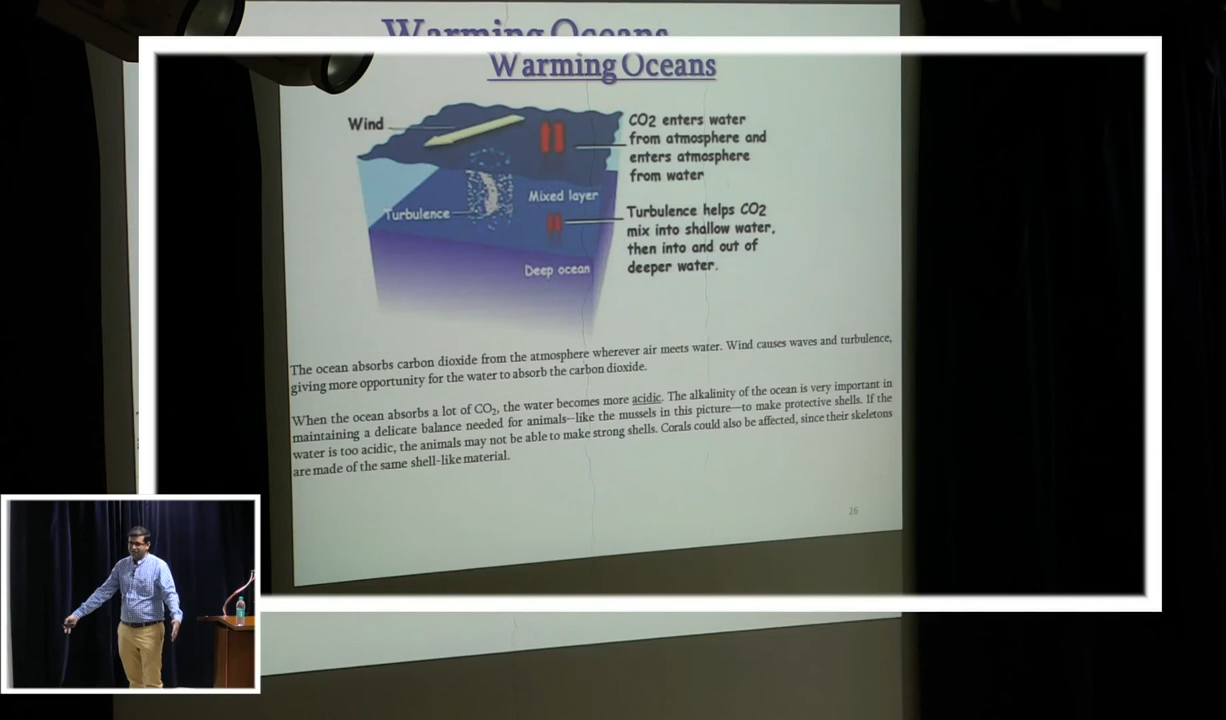 Warming Oceans
Warming Oceans
Wind
CO2 enters water
from atmosphere and
enters atmosphere
from water
Mixed layer
Turbulence
Turbulence helps CO2
mix into shallow water,
then into and out of
deeper water.
Deep ocean
The ocean absorbs carbon dioxide from the atmosphere wherever air meets water. Wind causes waves and turbulence,
giving more opportunity for the water to absorb the carbon dioxide.
When the ocean absorbs a lot of CO₂, the water becomes more acidic. The alkalinity of the ocean is very important in
maintaining a delicate balance needed for animals—like the mussels in this picture—to make protective shells. If the
water is too acidic, the animals may not be able to make strong shells. Corals could also be affected, since their skeletons
are made of the same shell-like material.
26